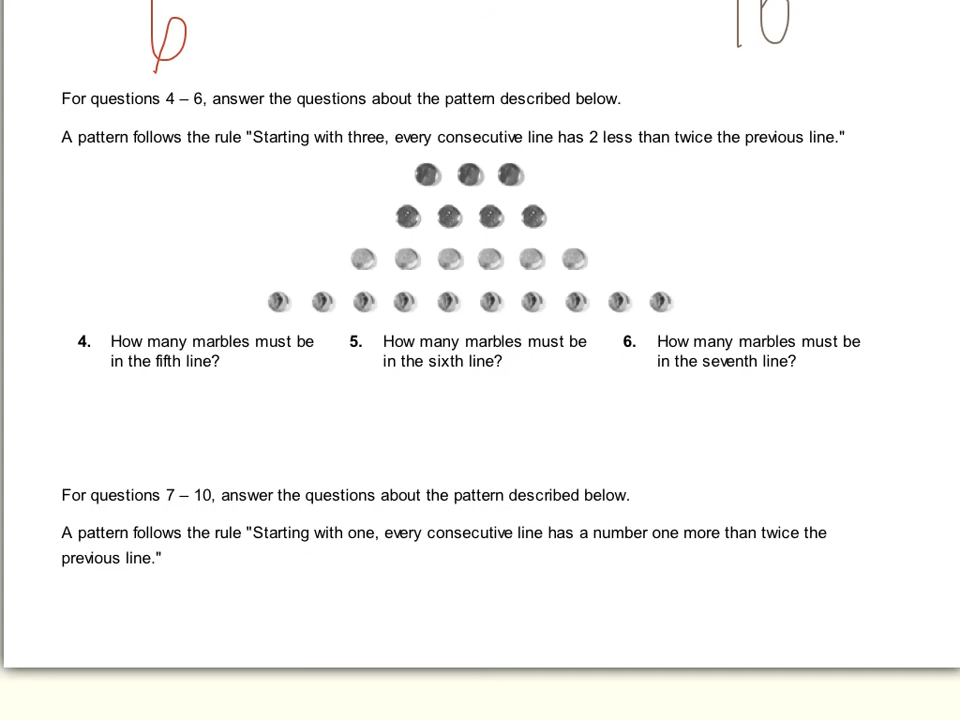 For questions 4 – 6, answer the questions about the pattern described below.
A pattern follows the rule "Starting with three, every consecutive line has 2 less than twice the previous line."
4. How many marbles must be in the fifth line?
5. How many marbles must be in the sixth line?
6. How many marbles must be in the seventh line?
For questions 7 – 10, answer the questions about the pattern described below.
A pattern follows the rule "Starting with one, every consecutive line has a number one more than twice the
previous line."